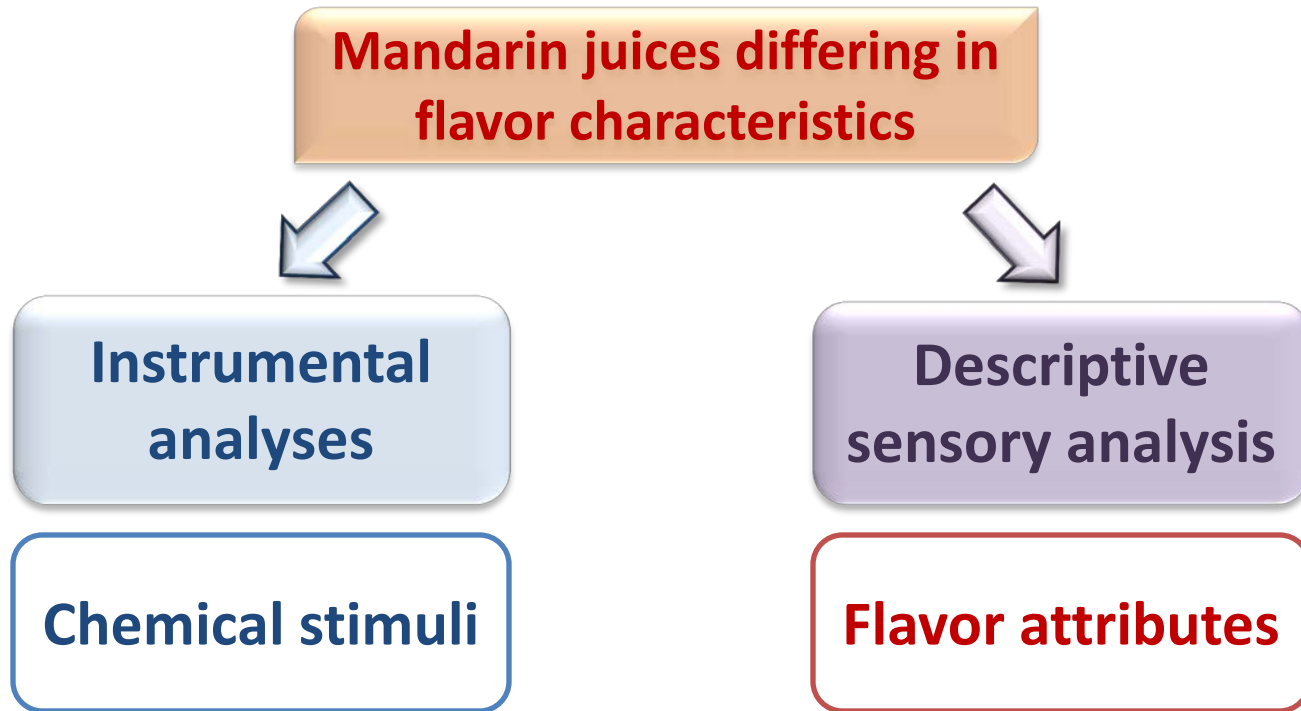 Mandarin juices differing in
flavor characteristics
Instrumental
analyses
Descriptive
sensory analysis
Chemical stimuli
Flavor attributes